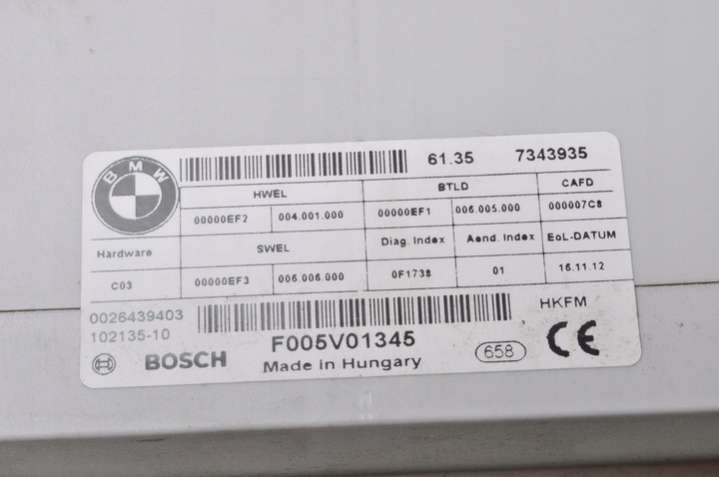 BMW
61.35 7343935
HWEL BTLD CAFD
00000EF2 004.001.000 00000EF1 006.005.000 000007C8
Hardware SWEL Diag. Index Aend. Index EoL-DATUM
C03 00000EF3 006.006.000 0F1738 01 16.11.12
0026439403 HKFM
102135-10
BOSCH F005V01345 658 CE
Made in Hungary